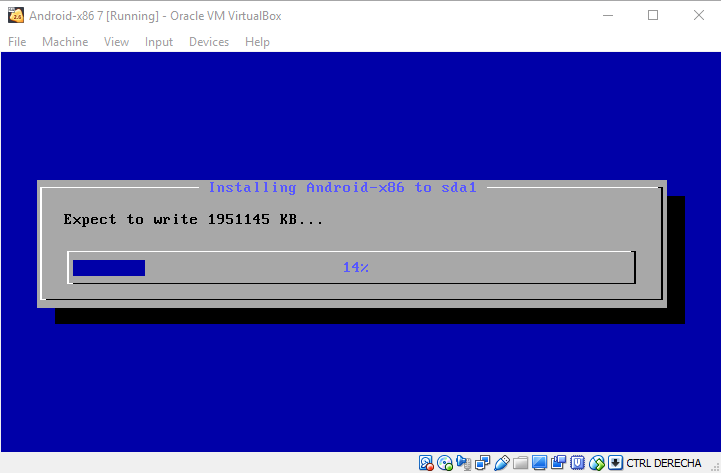 Android-x86 7 [Running] - Oracle VM VirtualBox
File Machine View Input Devices Help
Installing Android-x86 to sda1
Expect to write 1951145 KB...
14%
CTRL DERECHA